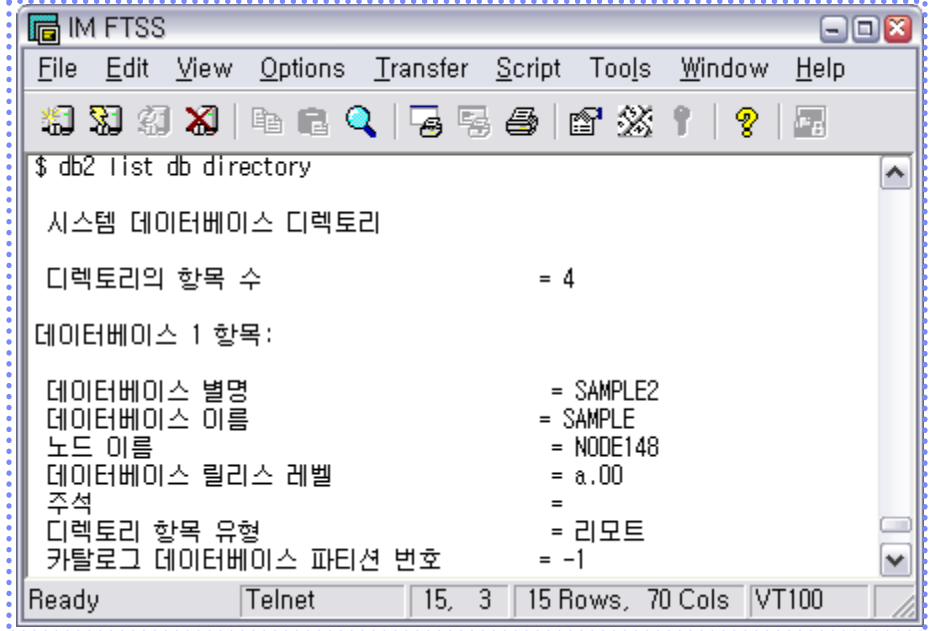 IM FTSS
File Edit View Options Transfer Script Tools Window Help
$ db2 list db directory
시스템 데이터베이스 디렉토리
디렉토리의 항목 수 = 4
데이터베이스 1 항목:
데이터베이스 별명 = SAMPLE2
데이터베이스 이름 = SAMPLE
노드 이름 = NODE148
데이터베이스 릴리스 레벨 = a.00
주석 =
디렉토리 항목 유형 = 리모트
카탈로그 데이터베이스 파티션 번호 = -1
Ready Telnet 15, 3 15 Rows, 70 Cols VT100